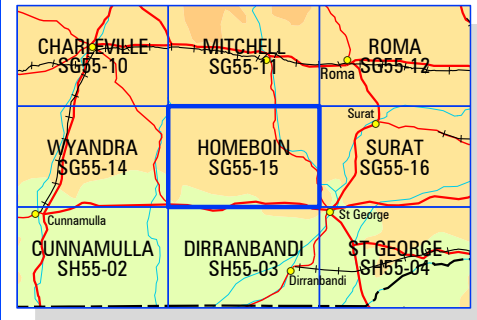 CHARLEVILLE
SG55-10
MITCHELL
SG55-11
ROMA
SG55-12
Roma
Surat
WYANDRA
SG55-14
HOMEBOIN
SG55-15
SURAT
SG55-16
Cunnamulla
St George
CUNNAMULLA
SH55-02
DIRRANBANDI
SH55-03
ST GEORGE
SH55-04
Dirranbandi